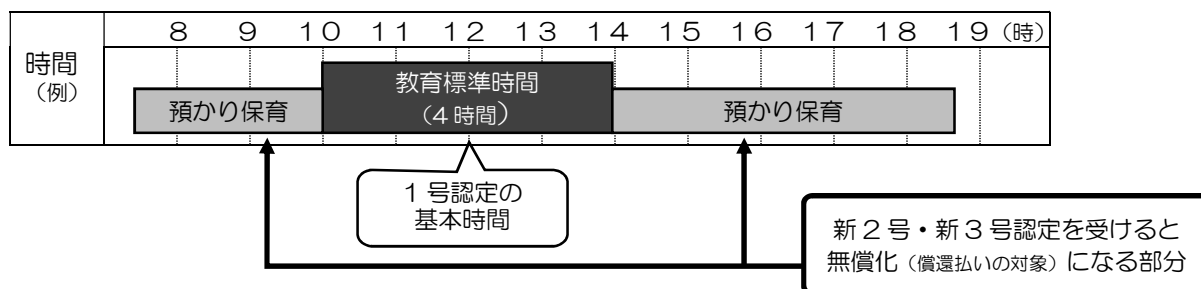 時間
（例）
８ ９ １０ １１ １２ １３ １４ １５ １６ １７ １８ １９（時）
預かり保育
教育標準時間
（４時間）
預かり保育
１号認定の
基本時間
新２号・新３号認定を受けると
無償化（償還払いの対象）になる部分